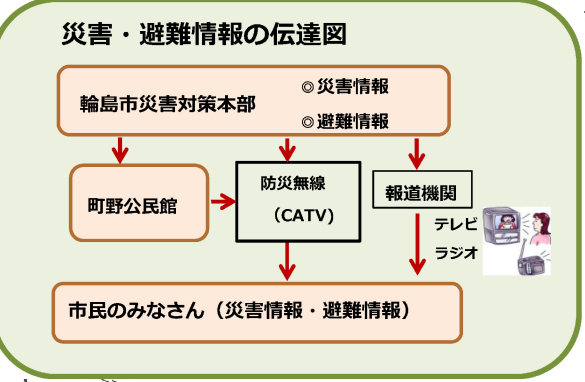 災害・避難情報の伝達図
輪島市災害対策本部
◎災害情報
◎避難情報
町野公民館
防災無線
（CATV）
報道機関
テレビ
ラジオ
市民のみなさん（災害情報・避難情報）